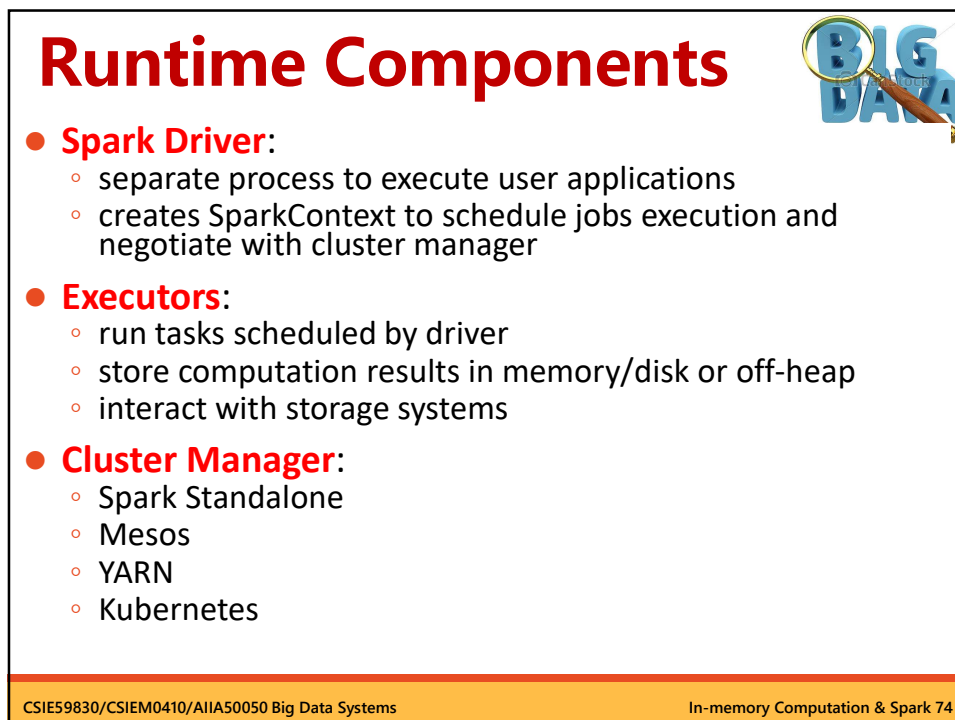 Runtime Components
BIG
DATA
● Spark Driver:
◦ separate process to execute user applications
◦ creates SparkContext to schedule jobs execution and
negotiate with cluster manager
● Executors:
◦ run tasks scheduled by driver
◦ store computation results in memory/disk or off-heap
◦ interact with storage systems
● Cluster Manager:
◦ Spark Standalone
◦ Mesos
◦ YARN
◦ Kubernetes
CSIE59830/CSIEM0410/AIIA50050 Big Data Systems
In-memory Computation & Spark 74